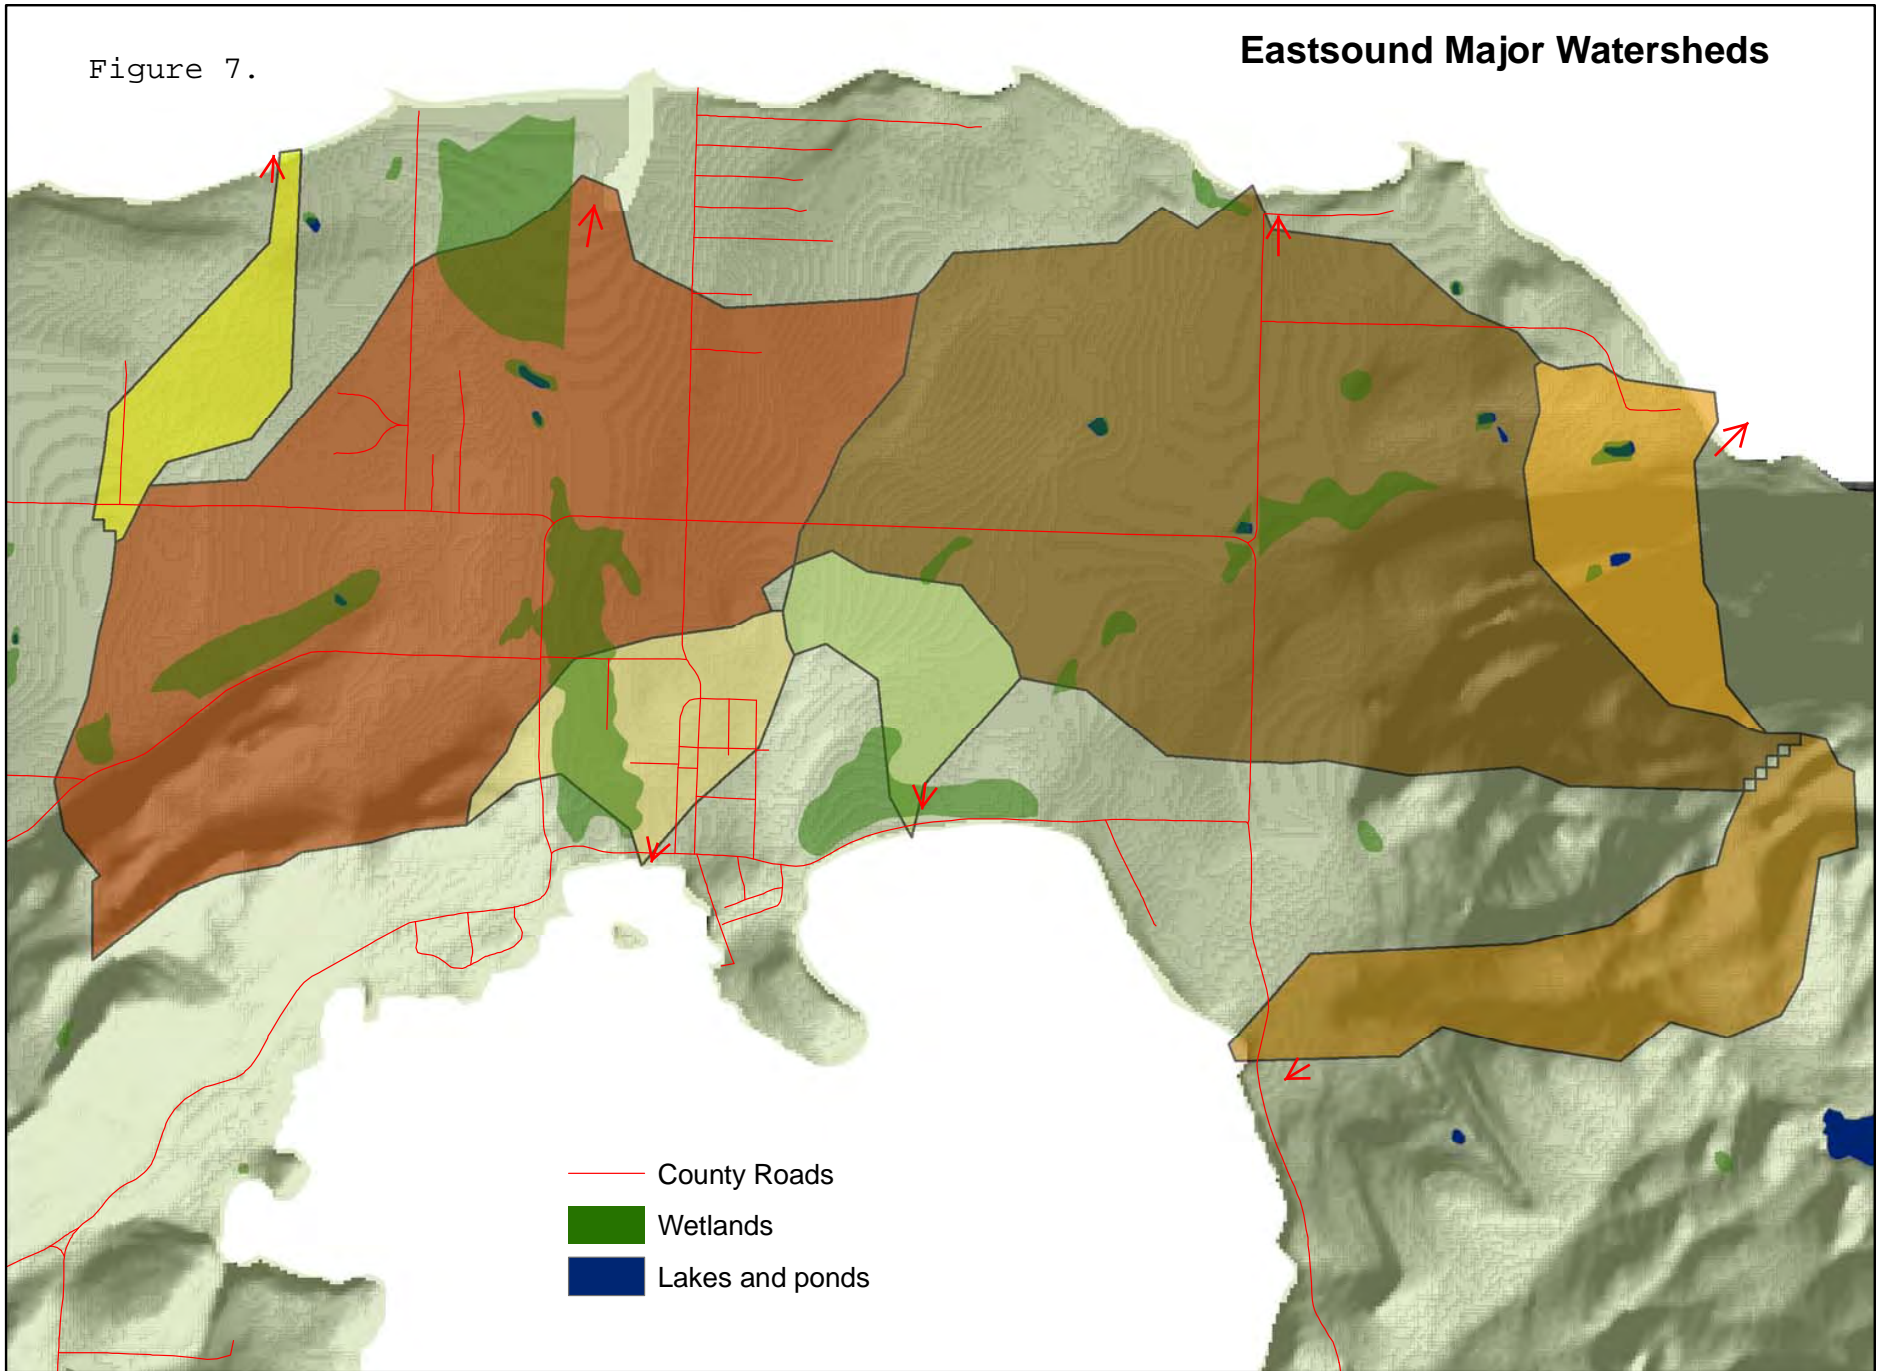 Figure 7.
Eastsound Major Watersheds
County Roads
Wetlands
Lakes and ponds